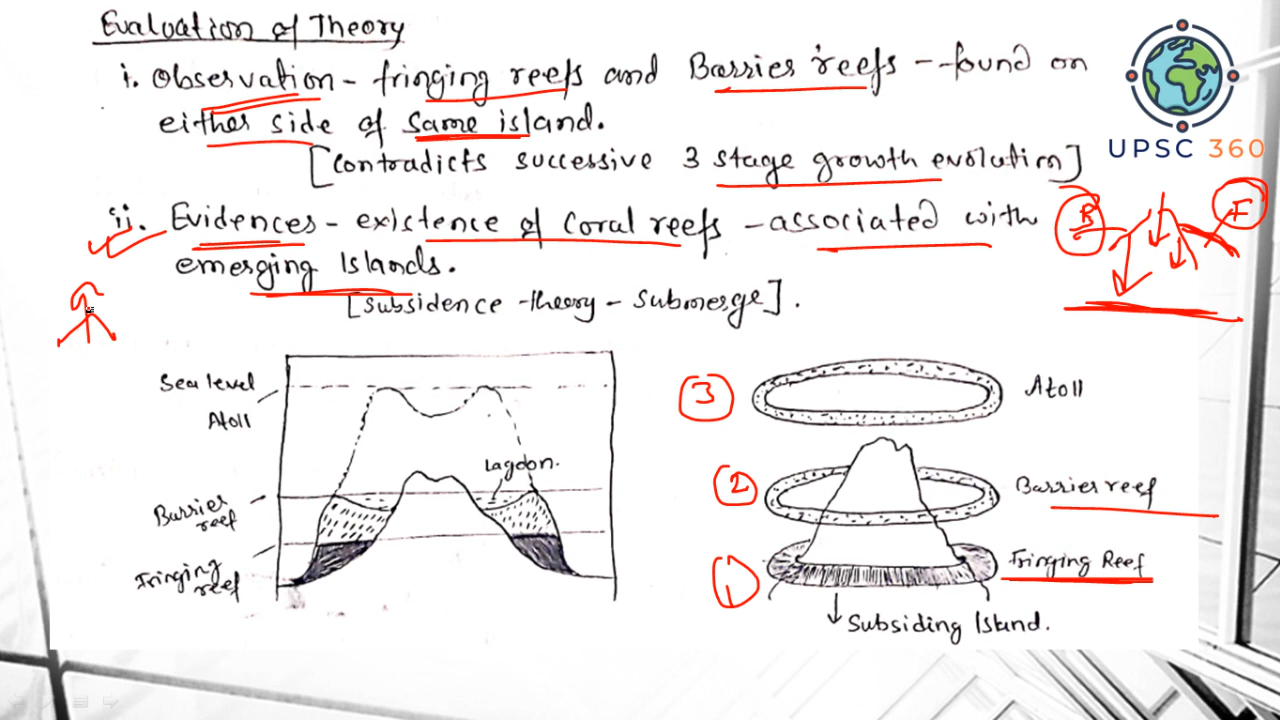 Evaluation of Theory
i. Observation - fringing reefs and Barrier reefs - found on
either side of same island.
[Contradicts successive 3 stage growth evolution]
ii. Evidences - existence of coral reefs - associated with
emerging Islands.
[subsidence theory - submerge].
UPSC 360
B
F
Sea level
Atoll
Lagoon.
Barrier
reef
Fringing
reef
3
Atoll
2
Barrier reef
1
Fringing Reef
Subsiding Island.